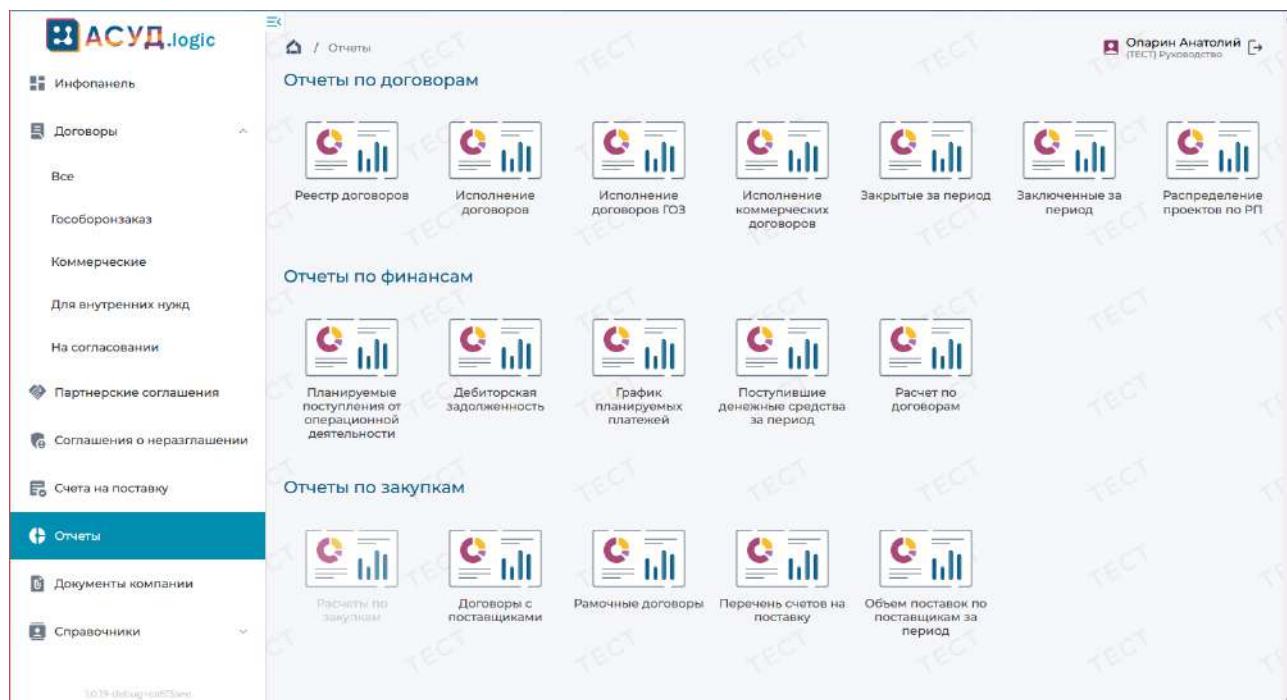 АСУД.logic
/ Отчеты
Опарин Анатолий
(ТЕСТ) Руководство
Инфопанель
Договоры
Все
Гособоронзаказ
Коммерческие
Для внутренних нужд
На согласовании
Партнерские соглашения
Соглашения о неразглашении
Счета на поставку
Отчеты
Документы компании
Справочники
Отчеты по договорам
Реестр договоров
Исполнение
договоров
Исполнение
договоров ГОЗ
Исполнение
коммерческих
договоров
Закрытые за период
Заключенные за
период
Распределение
проектов по РП
Отчеты по финансам
Планируемые
поступления от
операционной
деятельности
Дебиторская
задолженность
График
планируемых
платежей
Поступившие
денежные средства
за период
Расчет по
договорам
Отчеты по закупкам
Расчеты по
закупкам
Договоры с
поставщиками
Рамочные договоры
Перечень счетов на
поставку
Объем поставок по
поставщикам за
период
ТЕСТ